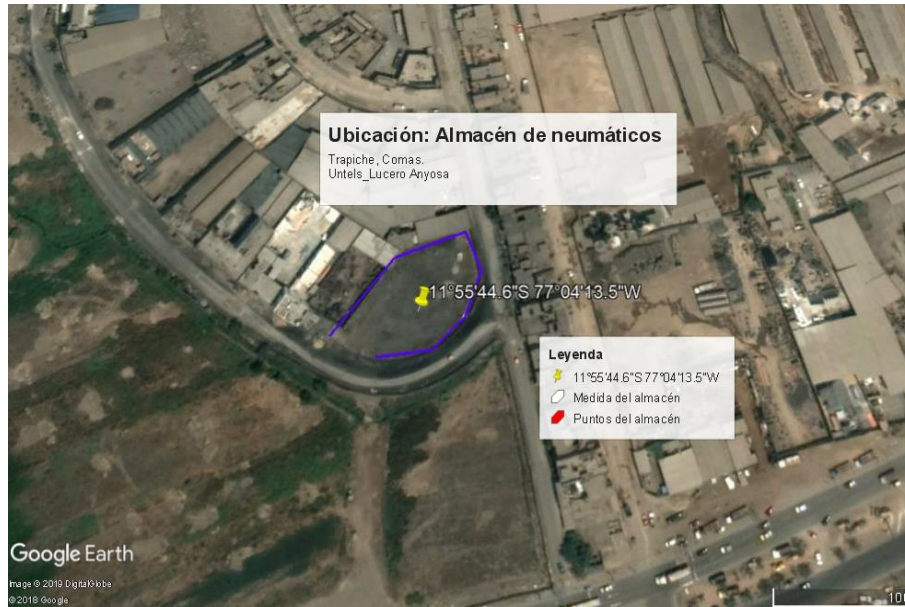 Ubicación: Almacén de neumáticos
Trapiche, Comas.
Untels_Lucero Anyosa
11°55'44.6"S 77°04'13.5"W
Leyenda
11°55'44.6"S 77°04'13.5"W
Medida del almacén
Puntos del almacén
Google Earth
Image © 2019 DigitalGlobe
© 2018 Google
100